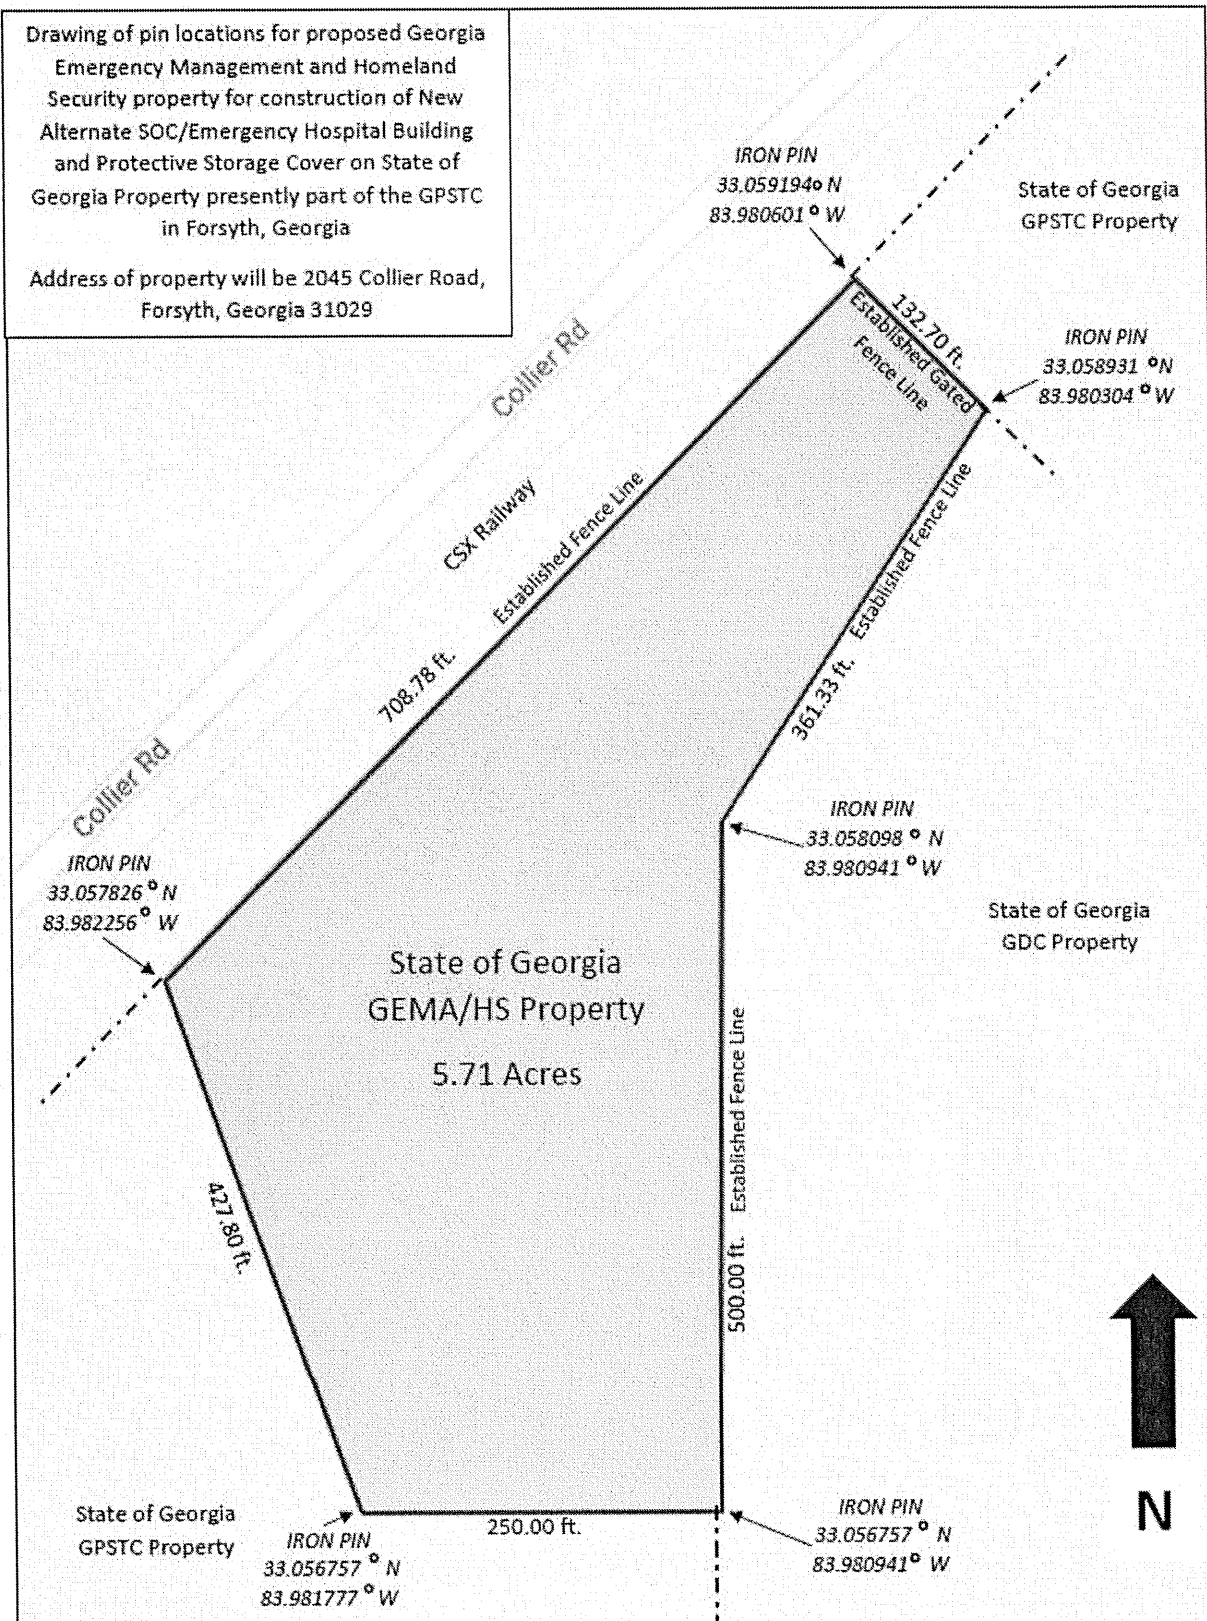 Drawing of pin locations for proposed Georgia
Emergency Management and Homeland
Security property for construction of New
Alternate SOC/Emergency Hospital Building
and Protective Storage Cover on State of
Georgia Property presently part of the GPSTC
in Forsyth, Georgia
Address of property will be 2045 Collier Road,
Forsyth, Georgia 31029
IRON PIN
33.059194° N
83.980601° W
State of Georgia
GPSTC Property
132.70 ft.
Established Gated
Fence Line
IRON PIN
33.058931 °N
83.980304 ° W
Collier Rd
CSX Railway
Established Fence Line
708.78 ft.
Established Fence Line
361.33 ft.
Collier Rd
IRON PIN
33.057826 ° N
83.982256 ° W
IRON PIN
33.058098 ° N
83.980941 ° W
State of Georgia
GDC Property
State of Georgia
GEMA/HS Property
5.71 Acres
Established Fence Line
500.00 ft.
427.80 ft.
250.00 ft.
State of Georgia
GPSTC Property
IRON PIN
33.056757 ° N
83.981777 ° W
IRON PIN
33.056757 ° N
83.980941° W
N